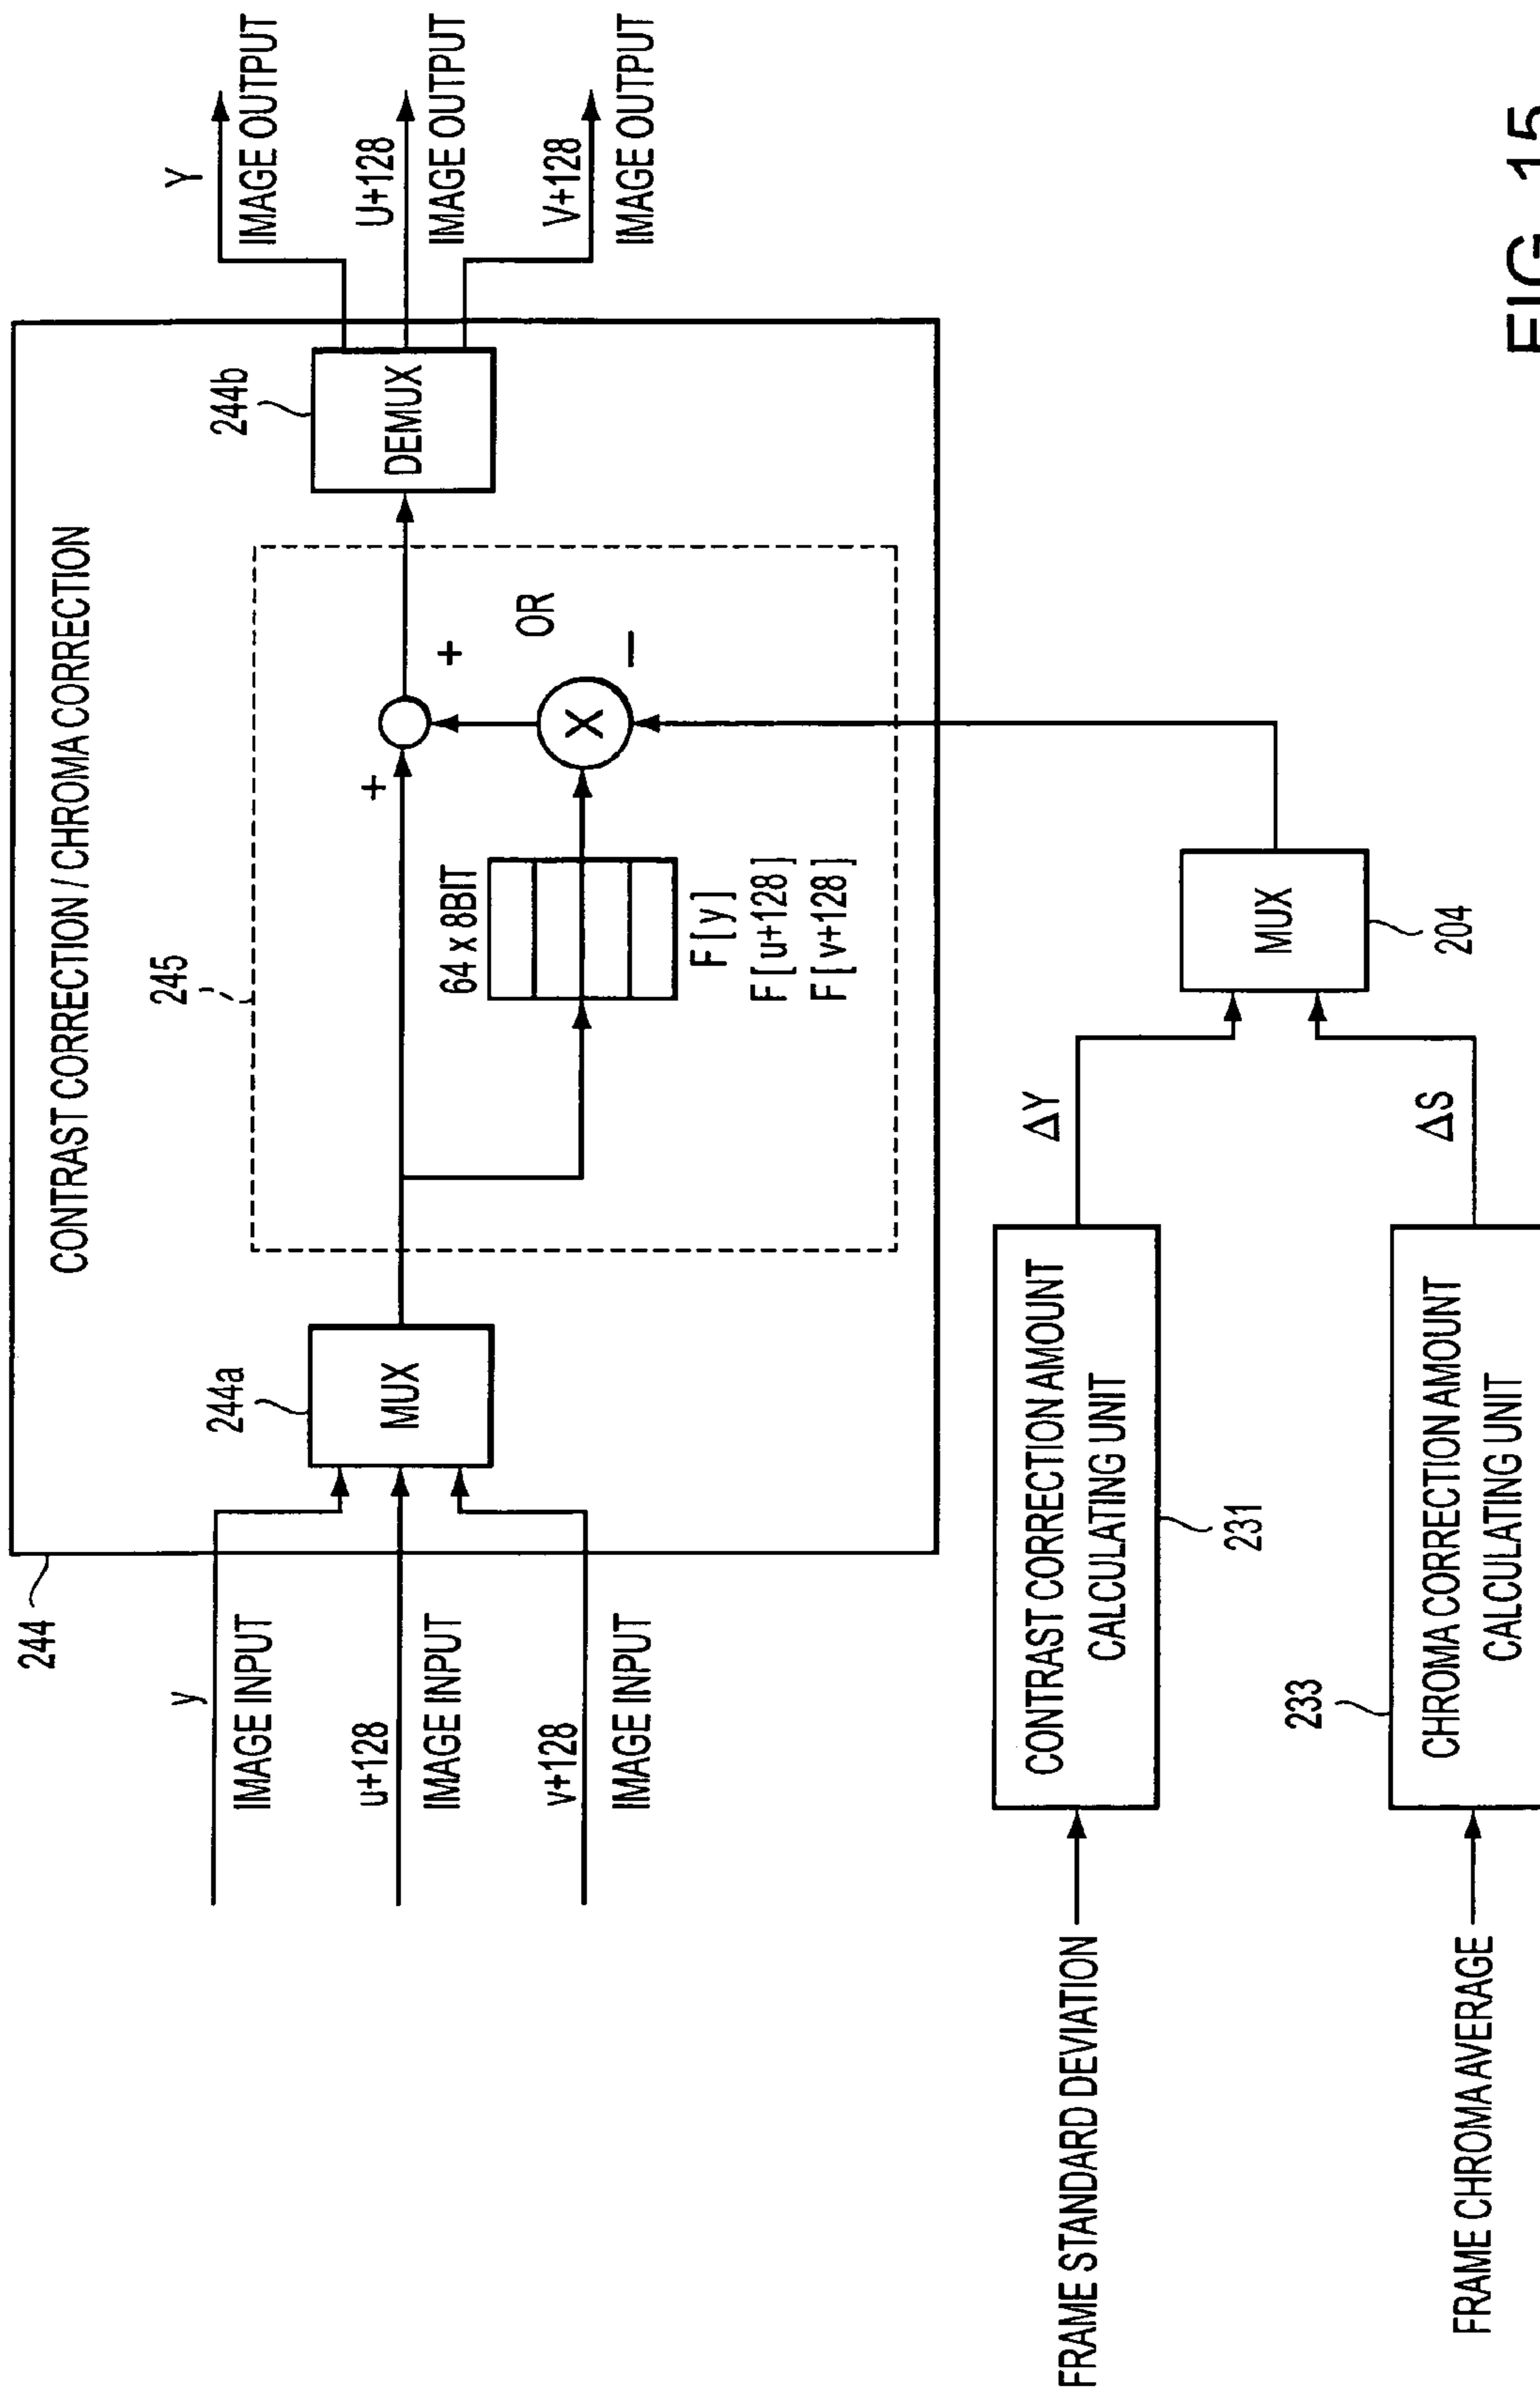 244
CONTRAST CORRECTION / CHROMA CORRECTION
y
IMAGE INPUT
u+128
IMAGE INPUT
v+128
IMAGE INPUT
244a
MUX
245
64 x 8BIT
F [ y ]
F [ u+128 ]
F [ v+128 ]
+
+
OR
−
X
244b
DEMUX
Y
IMAGE OUTPUT
U+128
IMAGE OUTPUT
V+128
IMAGE OUTPUT
FRAME STANDARD DEVIATION
CONTRAST CORRECTION AMOUNT
CALCULATING UNIT
231
ΔY
MUX
204
FRAME CHROMA AVERAGE
233
CHROMA CORRECTION AMOUNT
CALCULATING UNIT
ΔS
FIG. 15